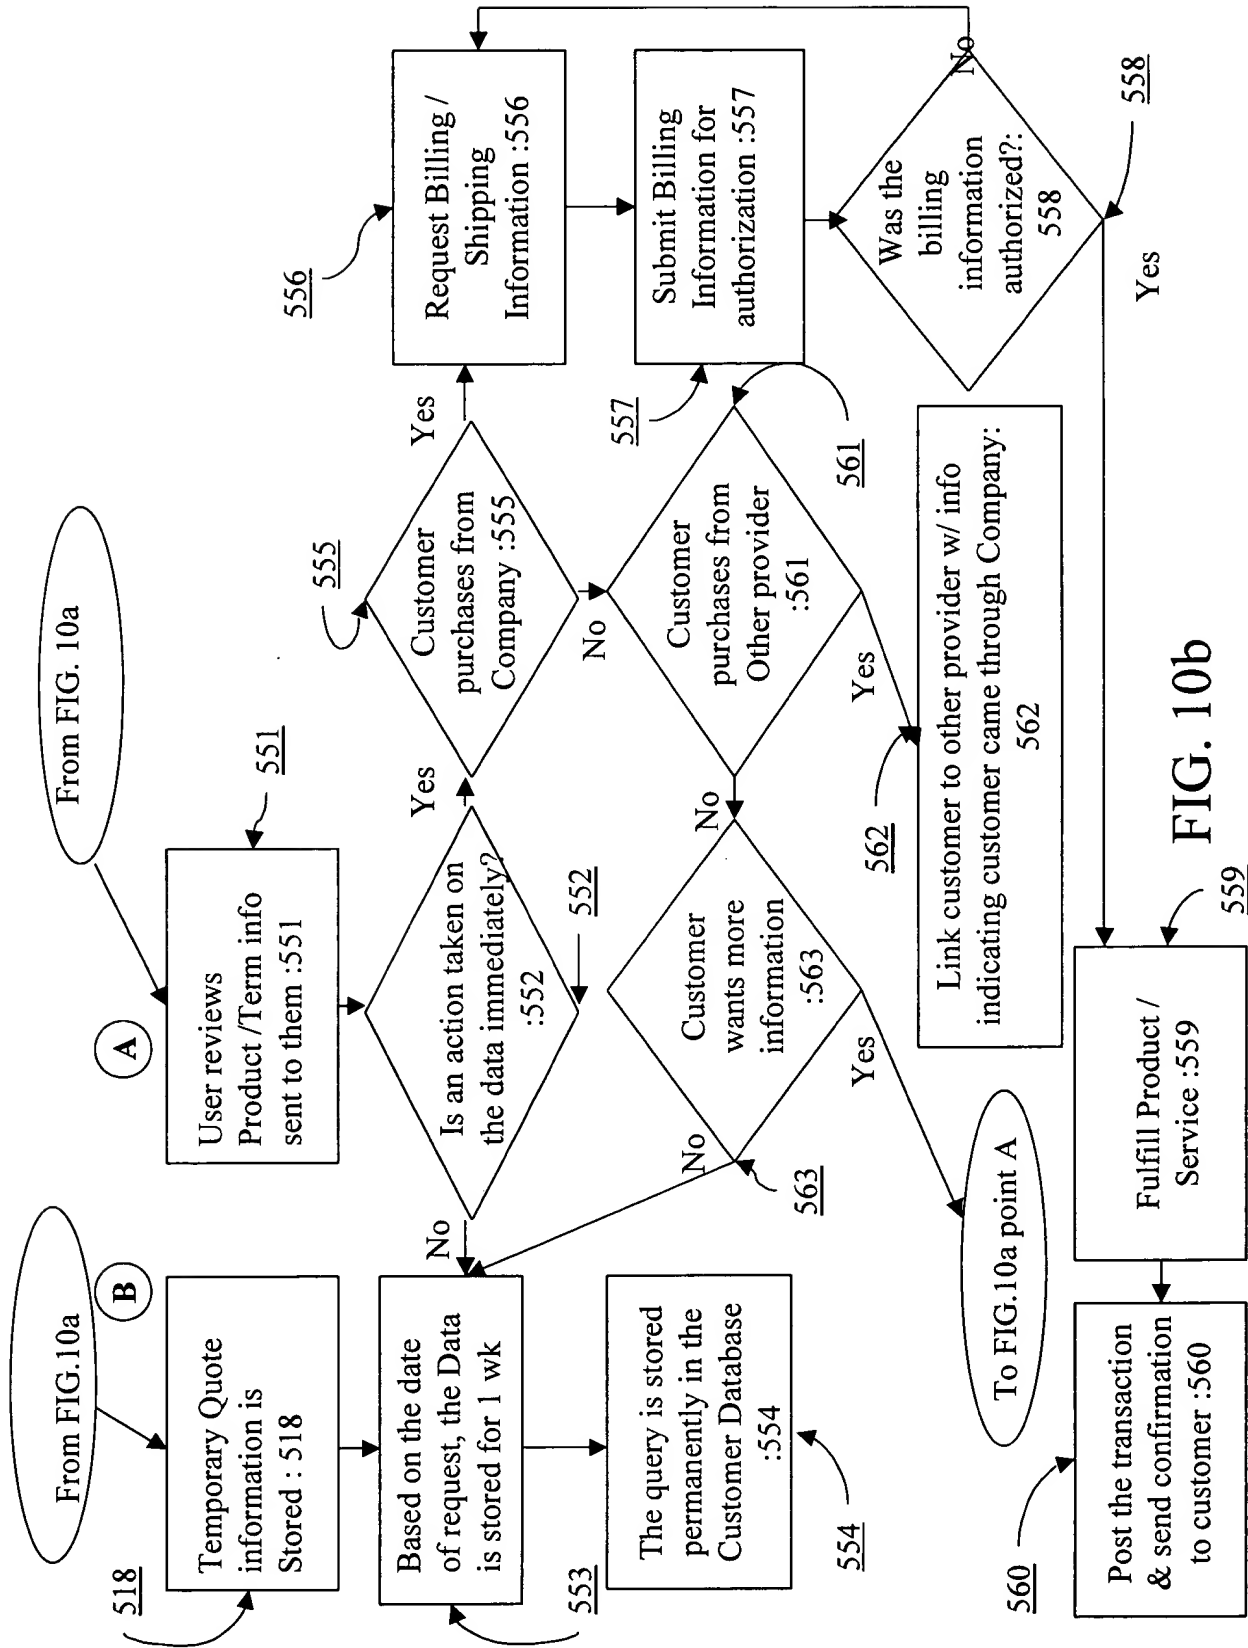 From FIG.10a
B
518
Temporary Quote
information is
Stored : 518
Based on the date
of request, the Data
is stored for 1 wk
553
The query is stored
permanently in the
Customer Database
:554
554
From FIG. 10a
A
User reviews
Product /Term info
sent to them :551
551
Is an action taken on
the data immediately?
:552
552
No
Yes
555
Customer
purchases from
Company :555
Yes
No
556
Request Billing /
Shipping
Information :556
557
Submit Billing
Information for
authorization :557
Was the
billing
information
authorized?:
558
No
558
Yes
561
Customer
purchases from
Other provider
:561
No
Yes
Customer
wants more
information
:563
No
563
Yes
To FIG.10a point A
562
Link customer to other provider w/ info
indicating customer came through Company:
562
559
Fulfill Product /
Service :559
560
Post the transaction
& send confirmation
to customer :560
FIG. 10b